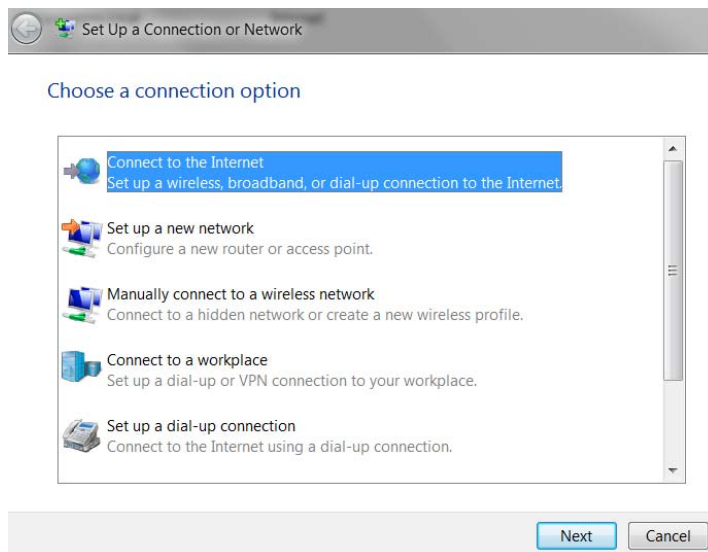 Set Up a Connection or Network
Choose a connection option
Connect to the Internet
Set up a wireless, broadband, or dial-up connection to the Internet.
Set up a new network
Configure a new router or access point.
Manually connect to a wireless network
Connect to a hidden network or create a new wireless profile.
Connect to a workplace
Set up a dial-up or VPN connection to your workplace.
Set up a dial-up connection
Connect to the Internet using a dial-up connection.
Next
Cancel